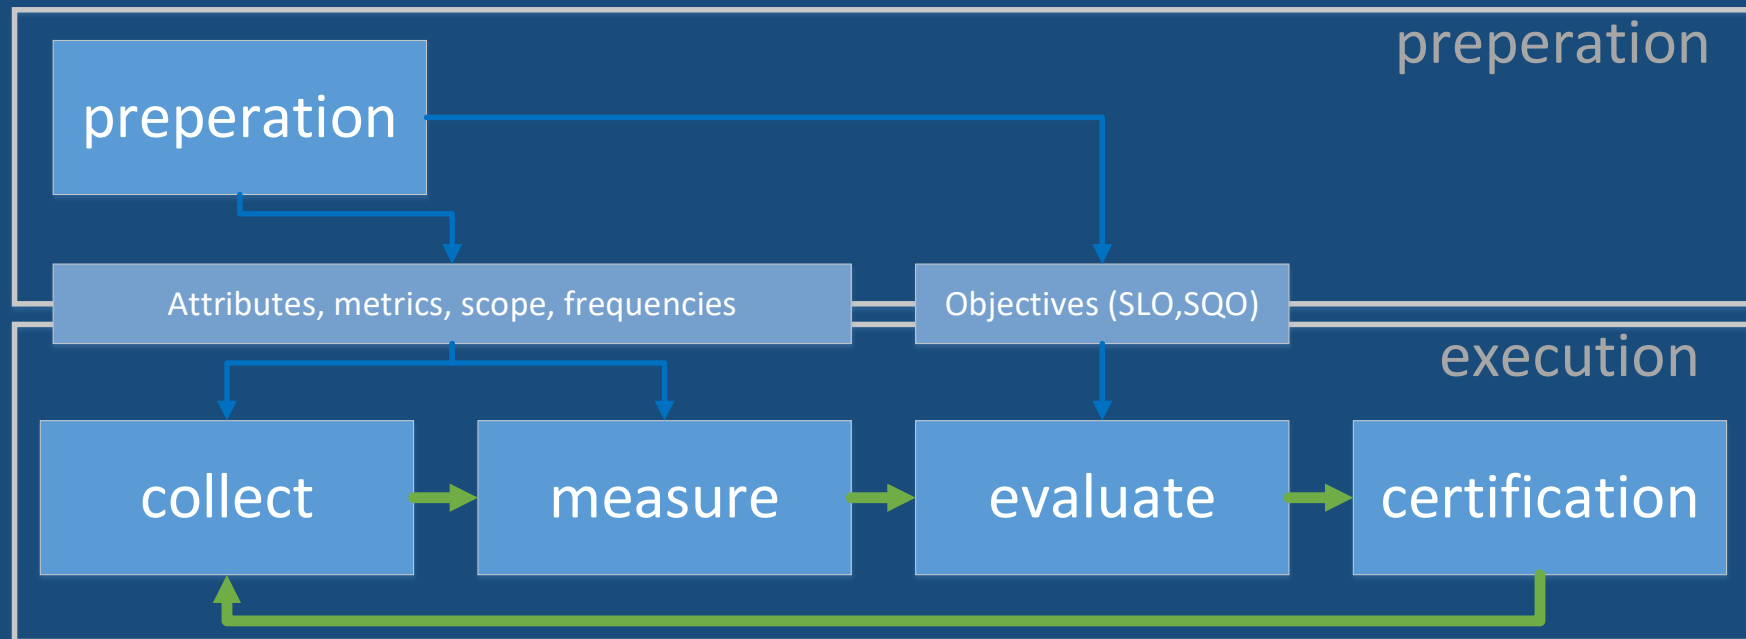 preperation
preperation
Attributes, metrics, scope, frequencies
Objectives (SLO,SQO)
execution
collect
measure
evaluate
certification